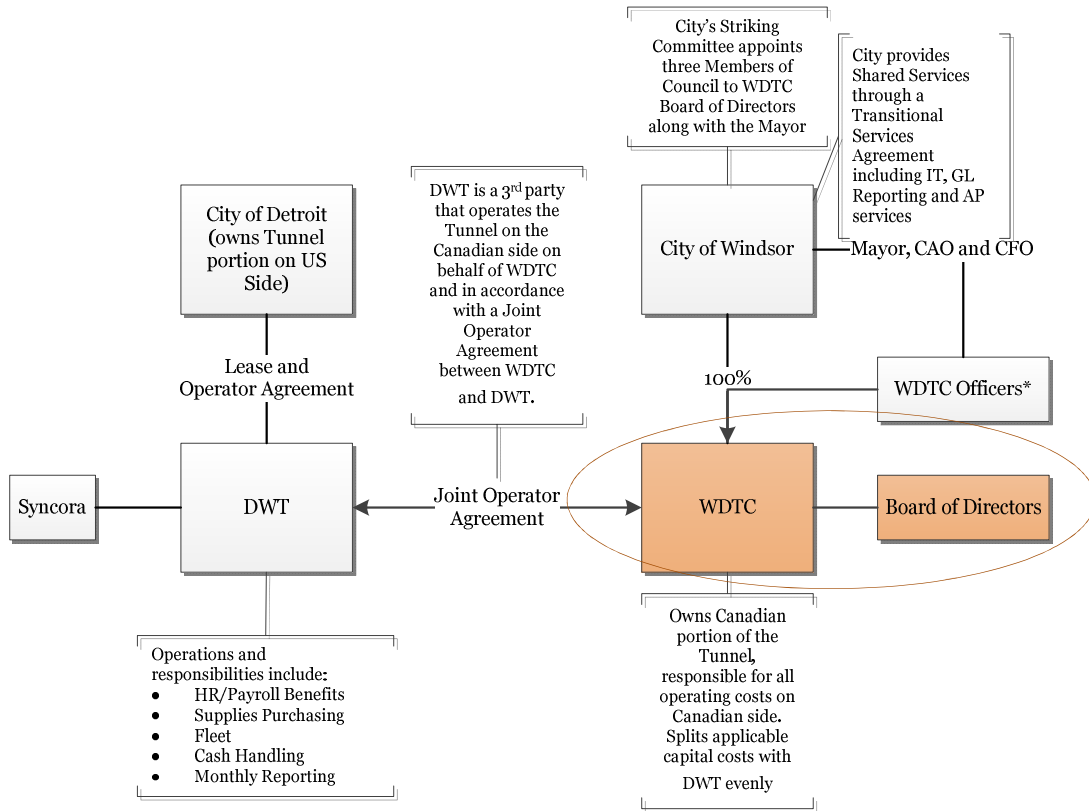 City's Striking
Committee appoints
three Members of
Council to WDTC
Board of Directors
along with the Mayor
City provides
Shared Services
through a
Transitional
Services
Agreement
including IT, GL
Reporting and AP
services
DWT is a 3rd party
that operates the
Tunnel on the
Canadian side on
behalf of WDTC
and in accordance
with a Joint
Operator
Agreement
between WDTC
and DWT.
City of Detroit
(owns Tunnel
portion on US
Side)
City of Windsor
Mayor, CAO and CFO
Lease and
Operator Agreement
100%
WDTC Officers*
Syncora
DWT
Joint Operator
Agreement
WDTC
Board of Directors
Operations and
responsibilities include:
● HR/Payroll Benefits
● Supplies Purchasing
● Fleet
● Cash Handling
● Monthly Reporting
Owns Canadian
portion of the
Tunnel,
responsible for all
operating costs on
Canadian side.
Splits applicable
capital costs with
DWT evenly